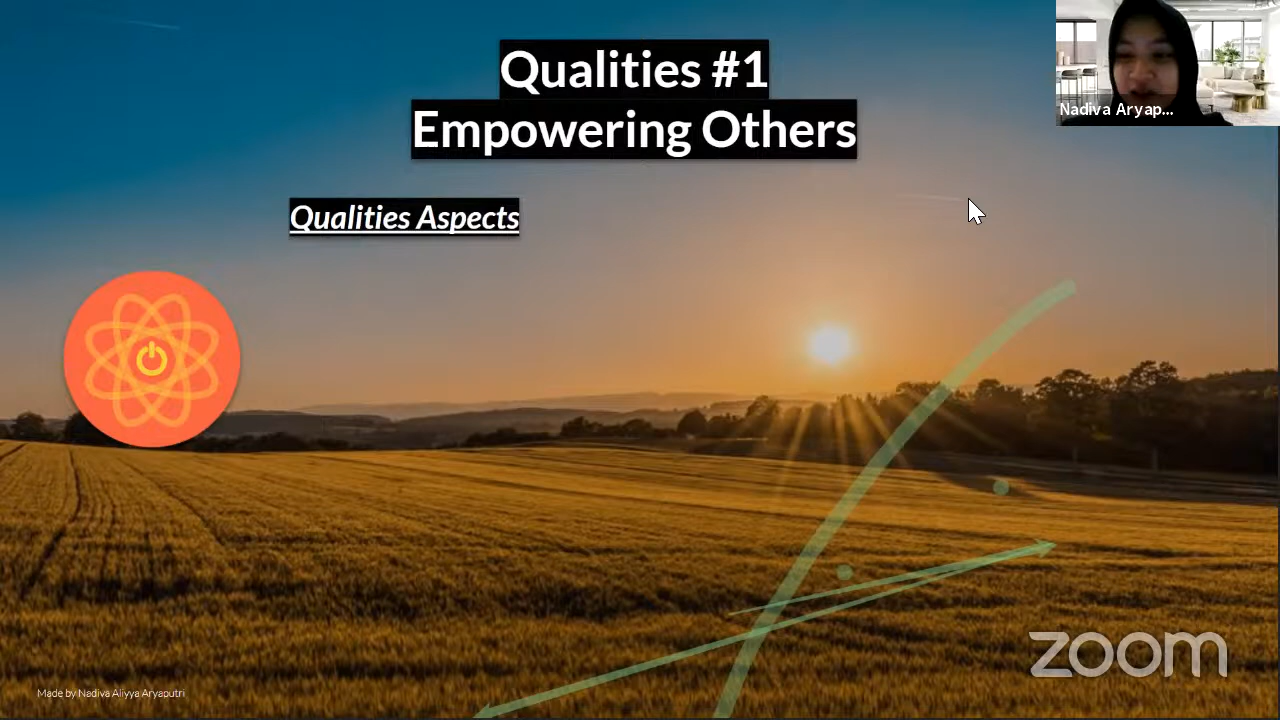 Qualities #1
Empowering Others
Nadiva Aryap...
Qualities Aspects
zoom
Made by Nadiva Aliyya Aryaputri